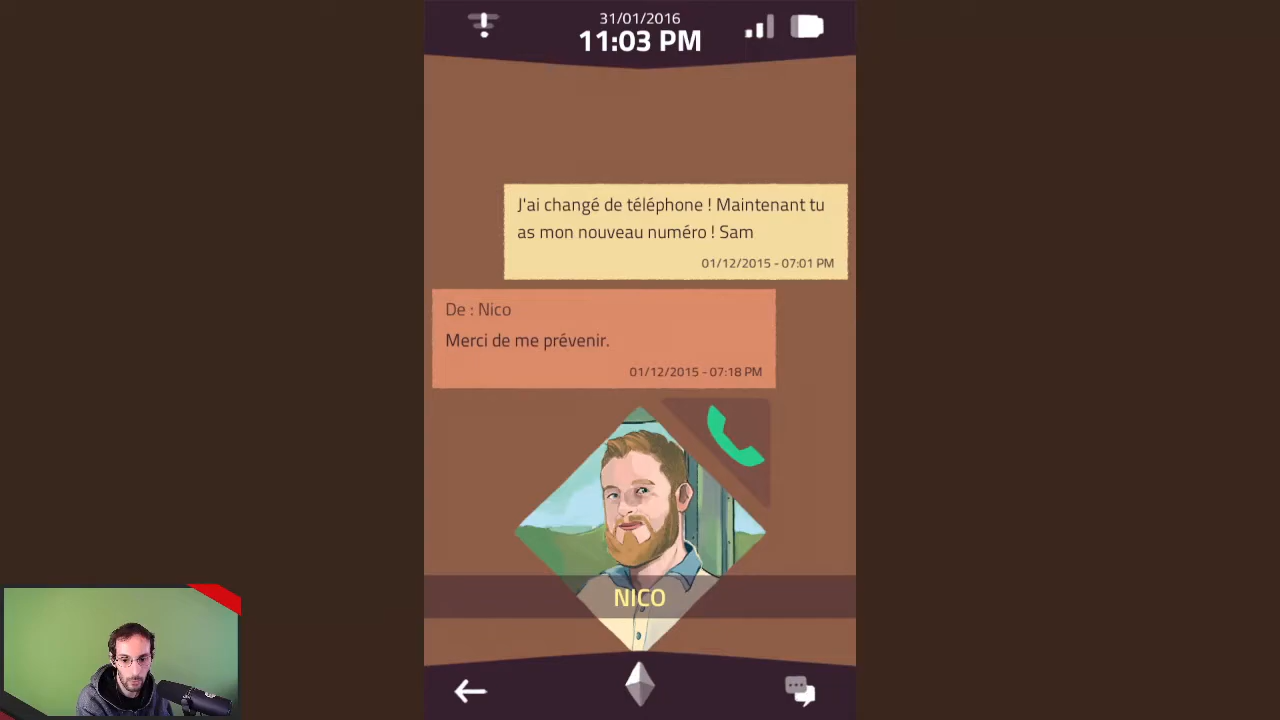 31/01/2016
11:03 PM
J'ai changé de téléphone ! Maintenant tu
as mon nouveau numéro ! Sam
01/12/2015 - 07:01 PM
De : Nico
Merci de me prévenir.
01/12/2015 - 07:18 PM
NICO